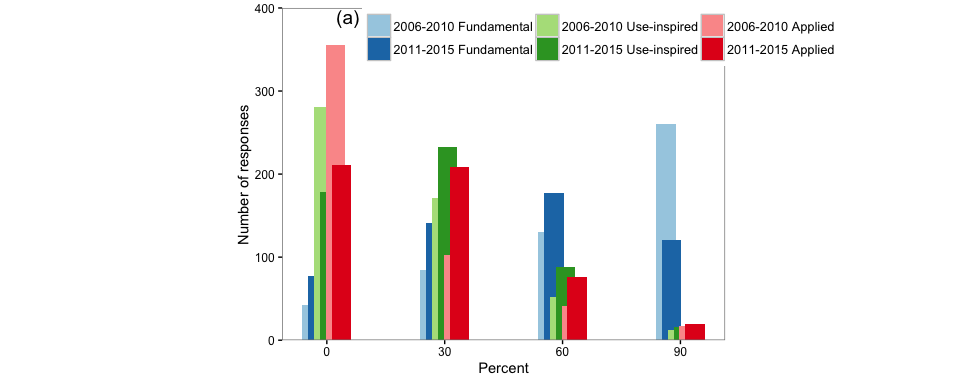 400
(a)
2006-2010 Fundamental 2006-2010 Use-inspired 2006-2010 Applied
2011-2015 Fundamental 2011-2015 Use-inspired 2011-2015 Applied
300
200
100
0
Number of responses
0 30 60 90
Percent